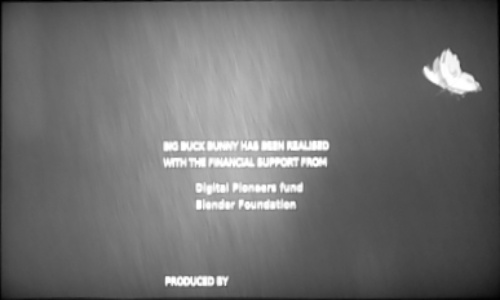 BIG BUCK BUNNY HAS BEEN REALISED
WITH THE FINANCIAL SUPPORT FROM
Digital Pioneers fund
Blender Foundation
PRODUCED BY